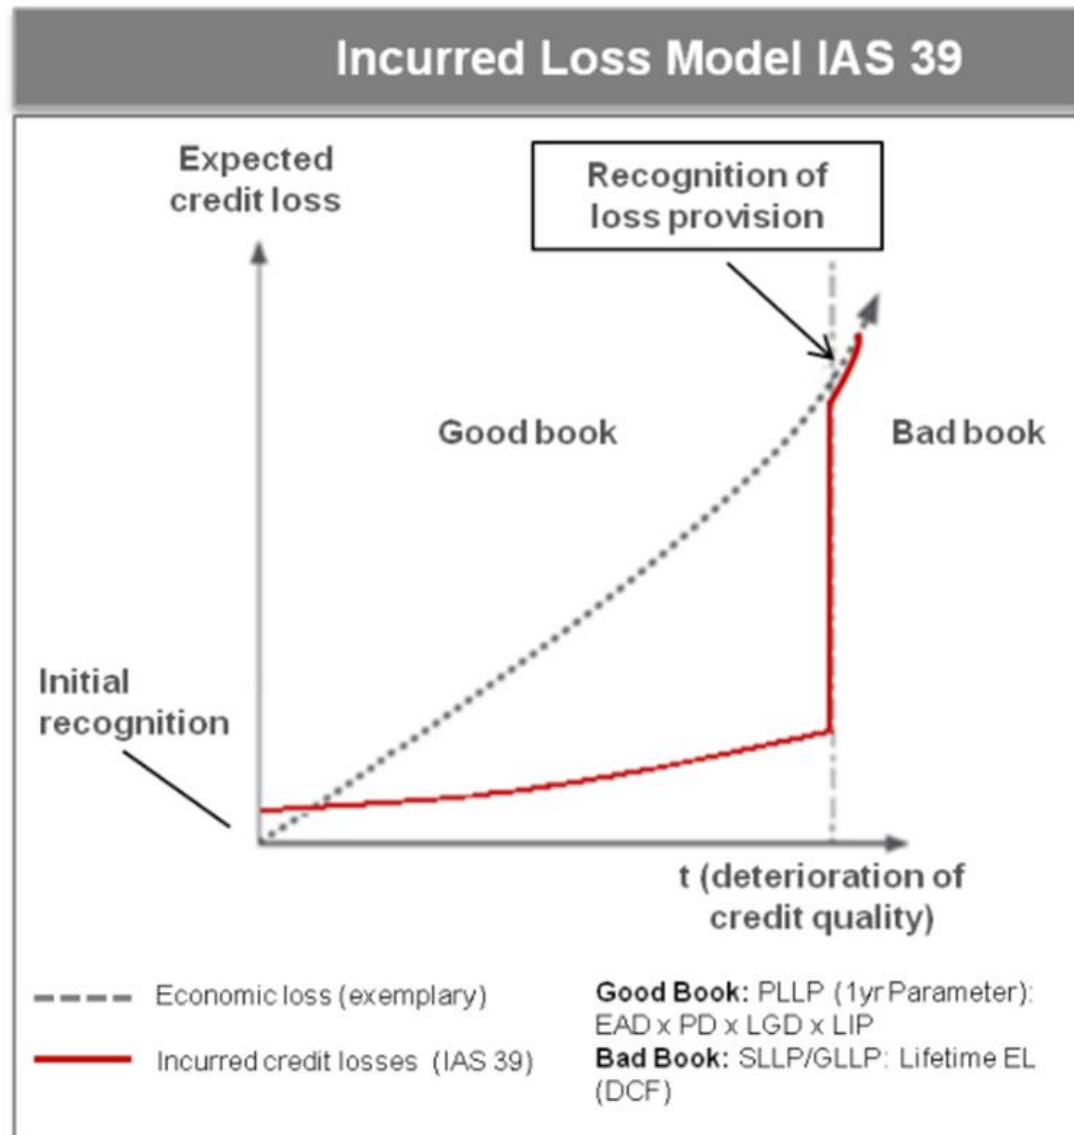 Incurred Loss Model IAS 39
Expected
credit loss
Recognition of
loss provision
Good book
Bad book
Initial
recognition
t (deterioration of
credit quality)
Economic loss (exemplary)
Incurred credit losses (IAS 39)
Good Book: PLLP (1yr Parameter):
EAD x PD x LGD x LIP
Bad Book: SLLP/GLLP: Lifetime EL
(DCF)